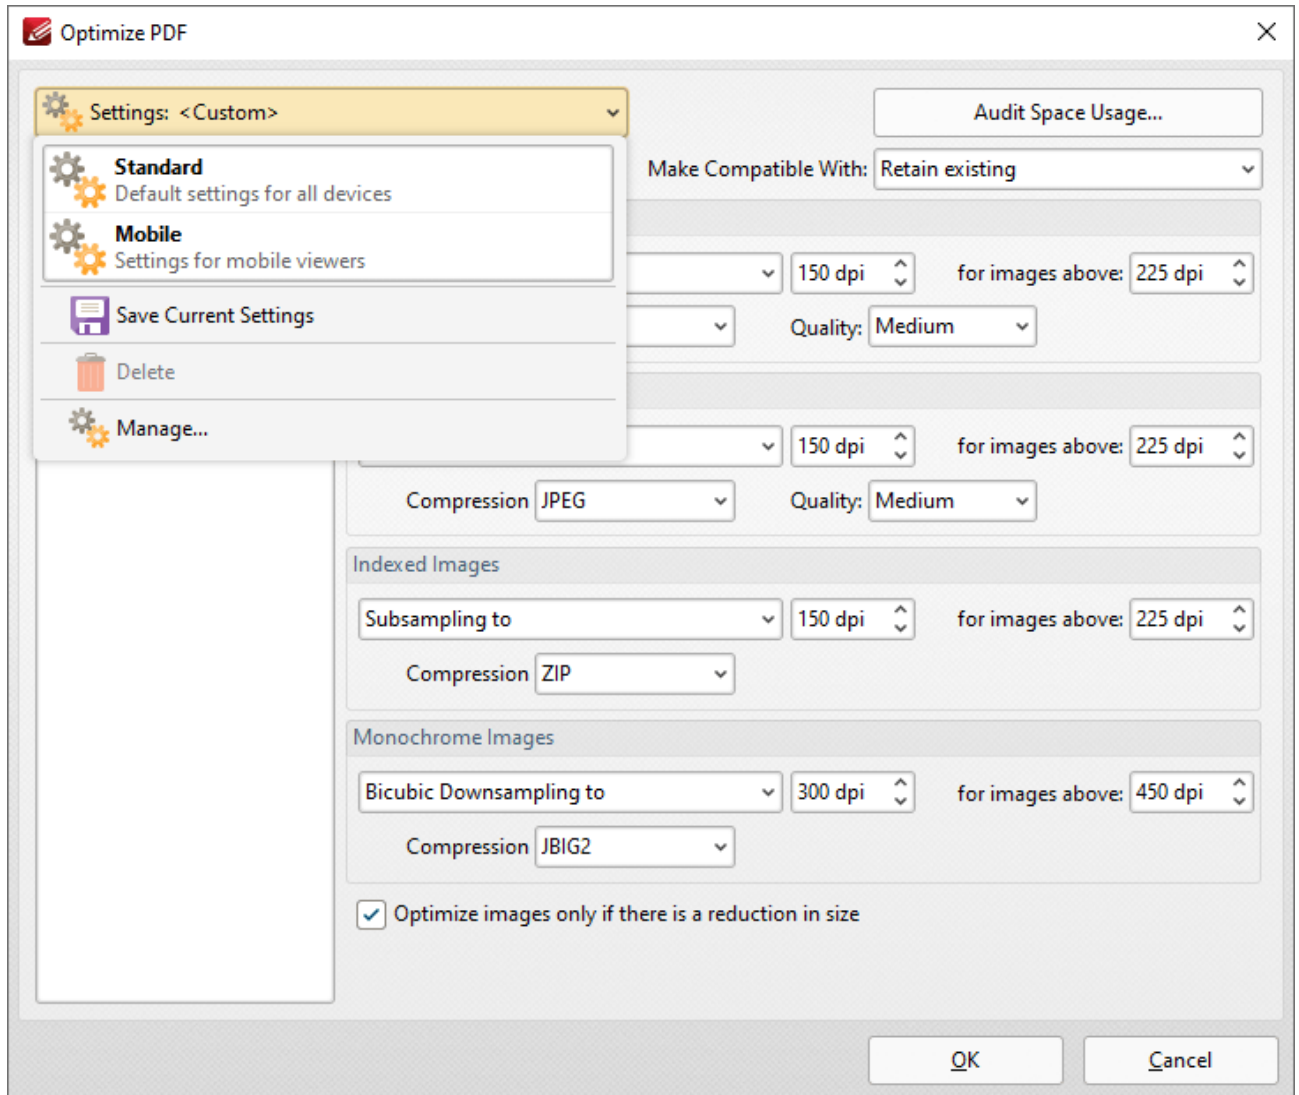 Optimize PDF
Settings: <Custom>
Audit Space Usage...
Standard
Default settings for all devices
Make Compatible With: Retain existing
Mobile
Settings for mobile viewers
150 dpi for images above: 225 dpi
Save Current Settings
Quality: Medium
Delete
Manage...
150 dpi for images above: 225 dpi
Compression JPEG Quality: Medium
Indexed Images
Subsampling to 150 dpi for images above: 225 dpi
Compression ZIP
Monochrome Images
Bicubic Downsampling to 300 dpi for images above: 450 dpi
Compression JBIG2
Optimize images only if there is a reduction in size
OK Cancel